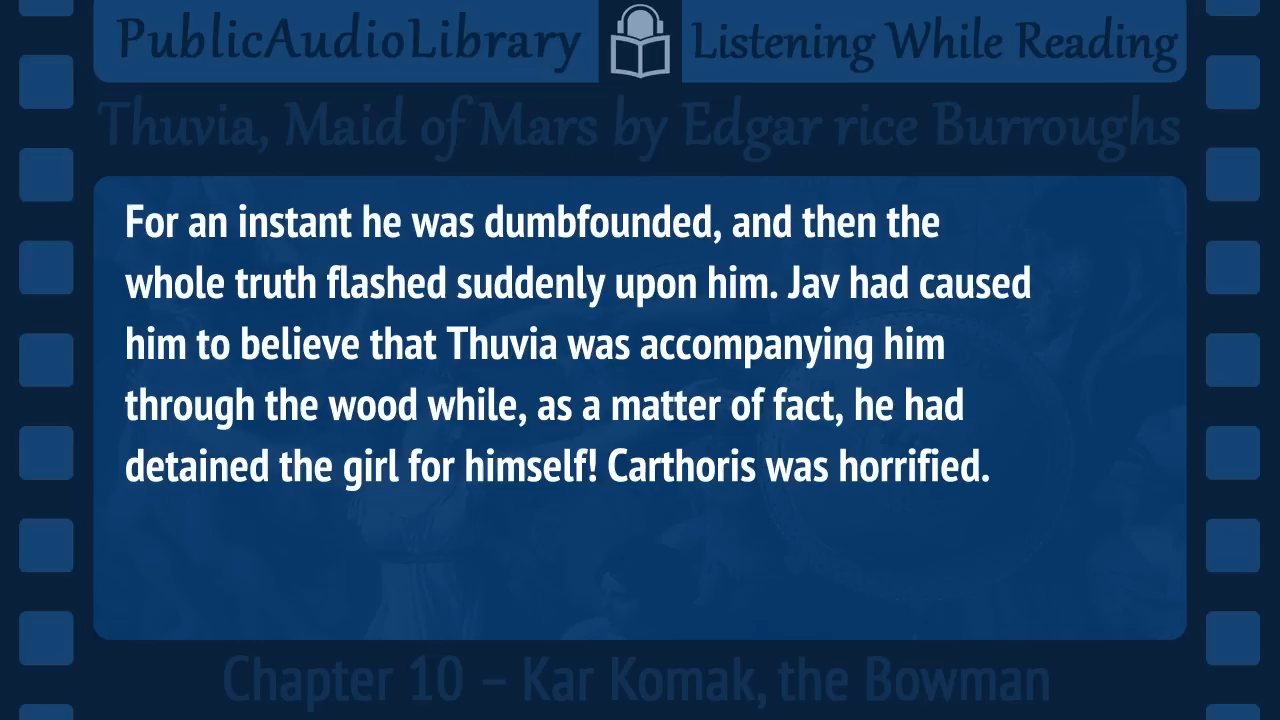 PublicAudioLibrary
Listening While Reading
Thuvia, Maid of Mars by Edgar rice Burroughs
For an instant he was dumbfounded, and then the
whole truth flashed suddenly upon him. Jav had caused
him to believe that Thuvia was accompanying him
through the wood while, as a matter of fact, he had
detained the girl for himself! Carthoris was horrified.
Chapter 10 – Kar Komak, the Bowman